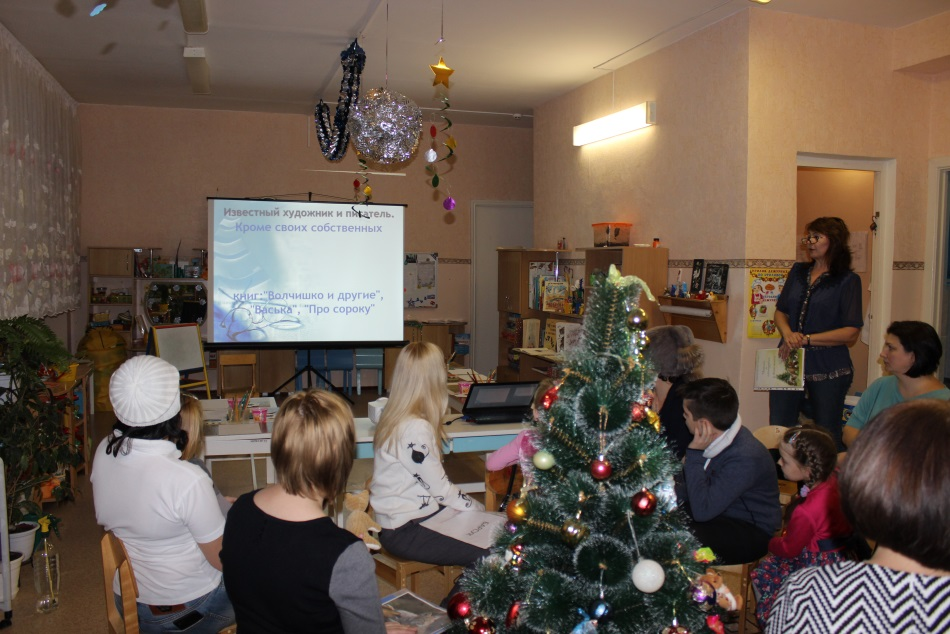 Известный художник и писатель.
Кроме своих собственных
книг:"Волчишко и другие",
"Васька", "Про сороку"